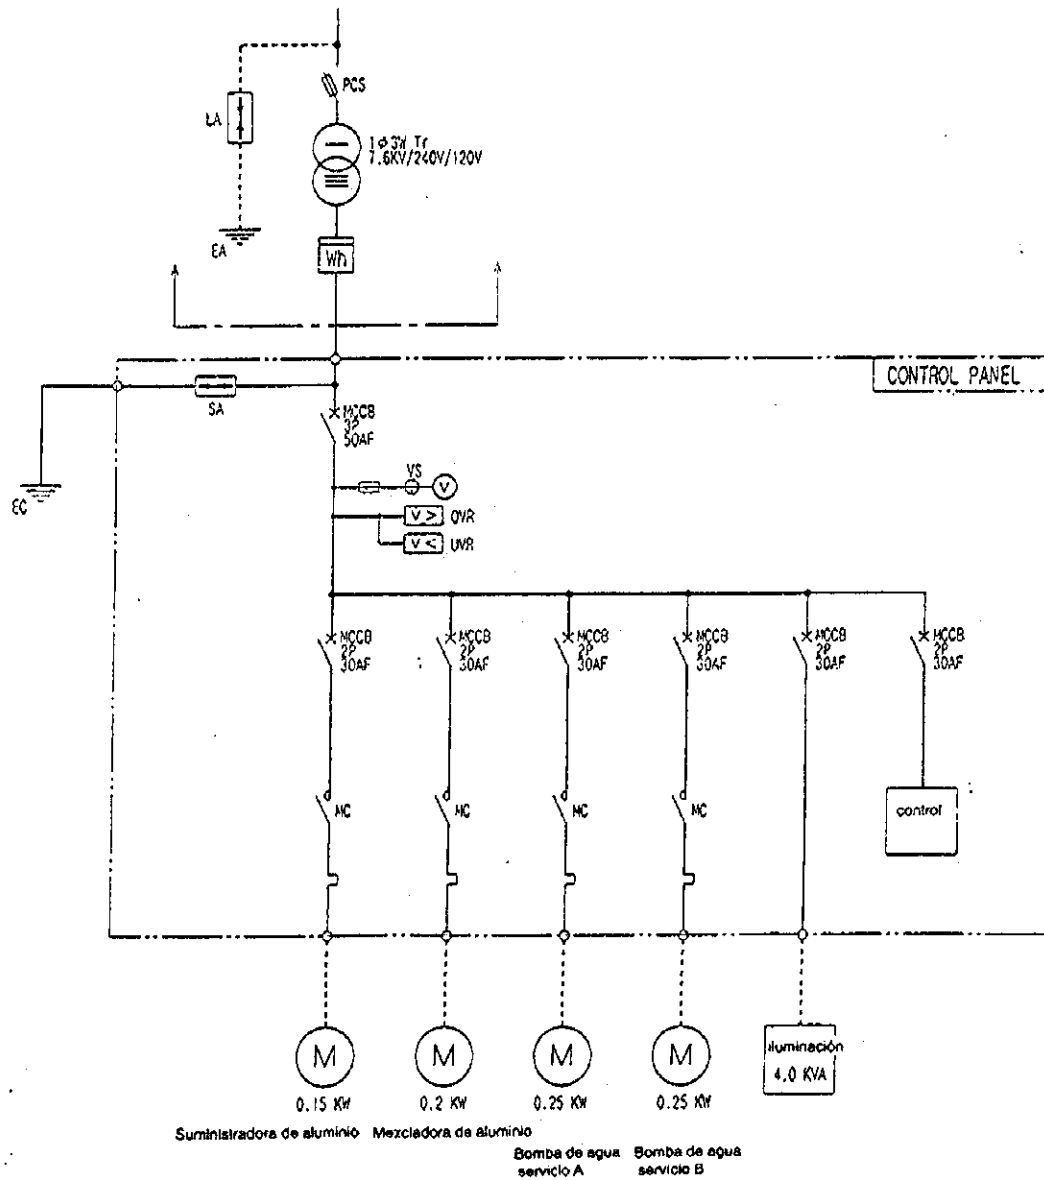 PCS
LA
1φ3W Tr
7.6KV/240V/120V
EA
Wh
A
A
CONTROL PANEL
SA
MCCB
3P
50AF
EC
VS
V
V >
OVR
V <
UVR
MCCB
2P
30AF
MCCB
2P
30AF
MCCB
2P
30AF
MCCB
2P
30AF
MCCB
2P
30AF
MCCB
2P
30AF
MC
MC
MC
MC
control
M
M
M
M
iluminación
4.0 KVA
0.15 KW
0.2 KW
0.25 KW
0.25 KW
Suministradora de aluminio
Mezcladora de aluminio
Bomba de agua
servicio A
Bomba de agua
servicio B